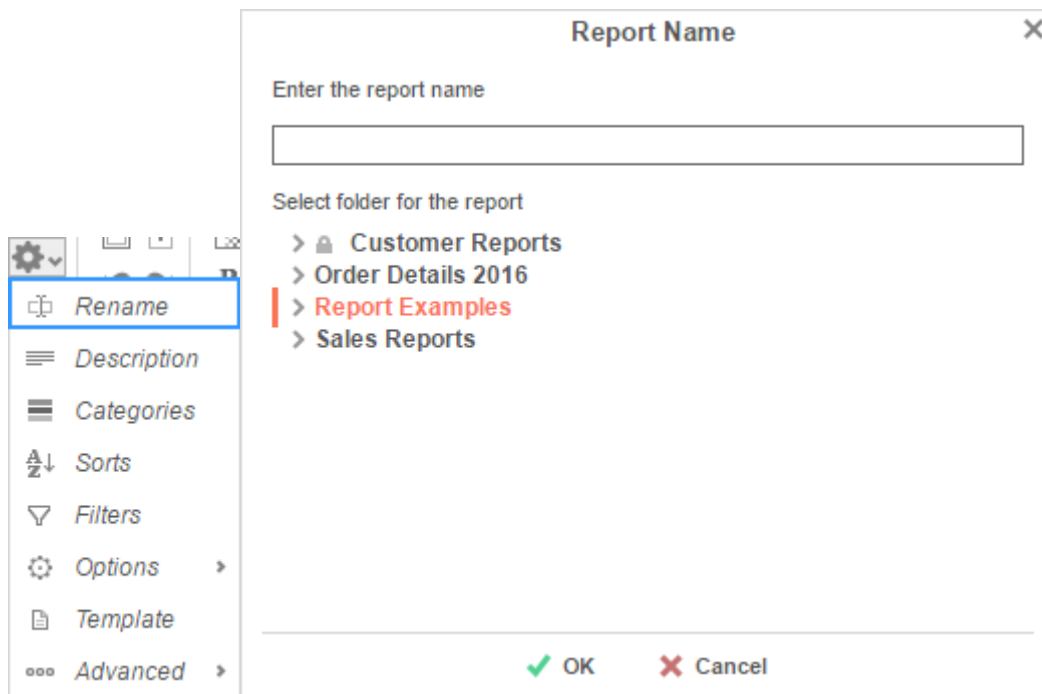 Report Name
Enter the report name
Select folder for the report
Customer Reports
Order Details 2016
Report Examples
Sales Reports
OK Cancel
Rename
Description
Categories
Sorts
Filters
Options
Template
Advanced